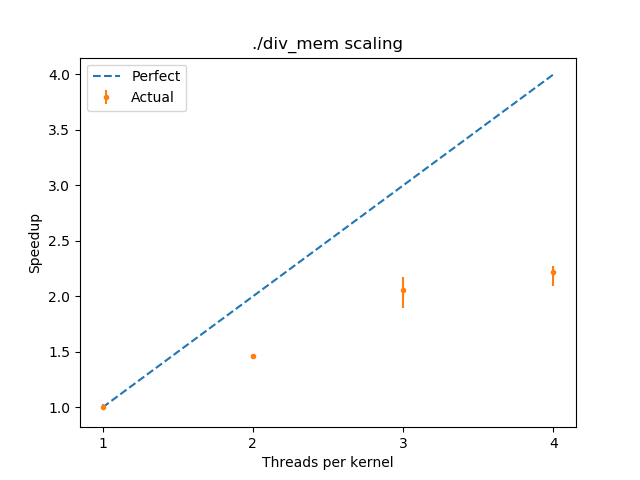 ./div_mem scaling
Perfect
Actual
4.0
3.5
3.0
2.5
2.0
1.5
1.0
Speedup
1 2 3 4
Threads per kernel